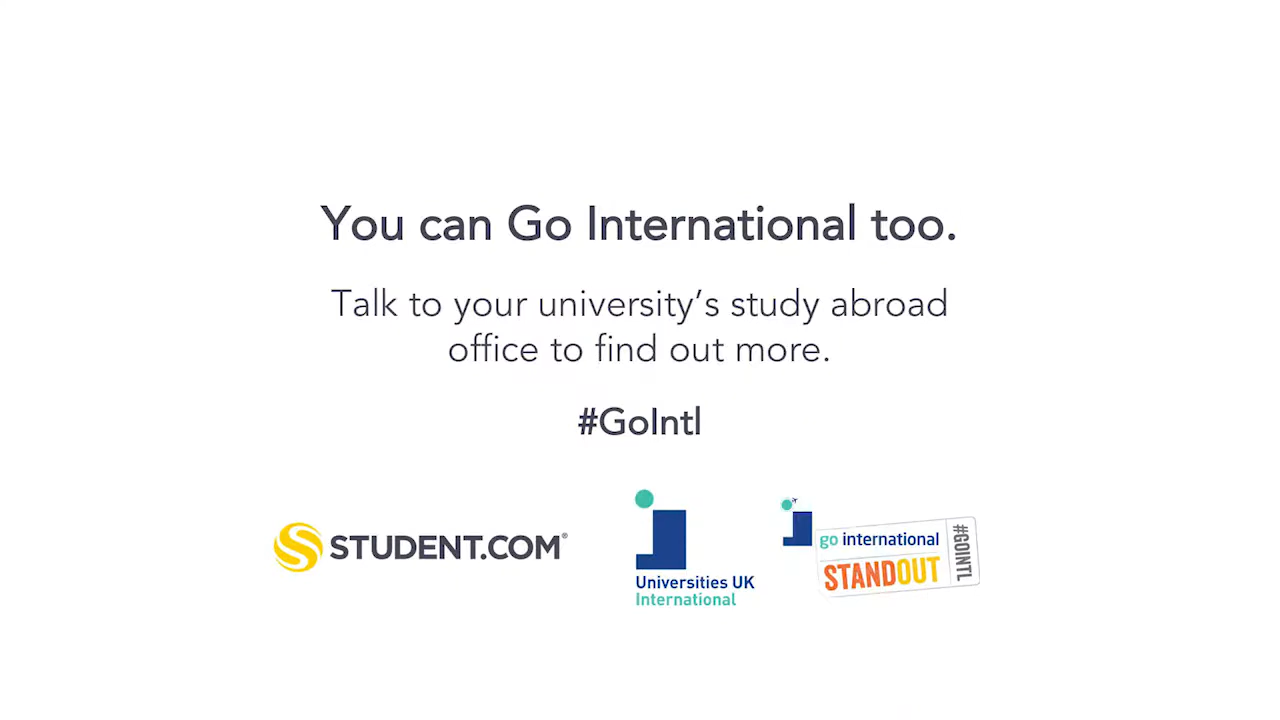 You can Go International too.
Talk to your university's study abroad
office to find out more.
#GoIntl
STUDENT.COM®
Universities UK
International
go international
STANDOUT
#GOINTL